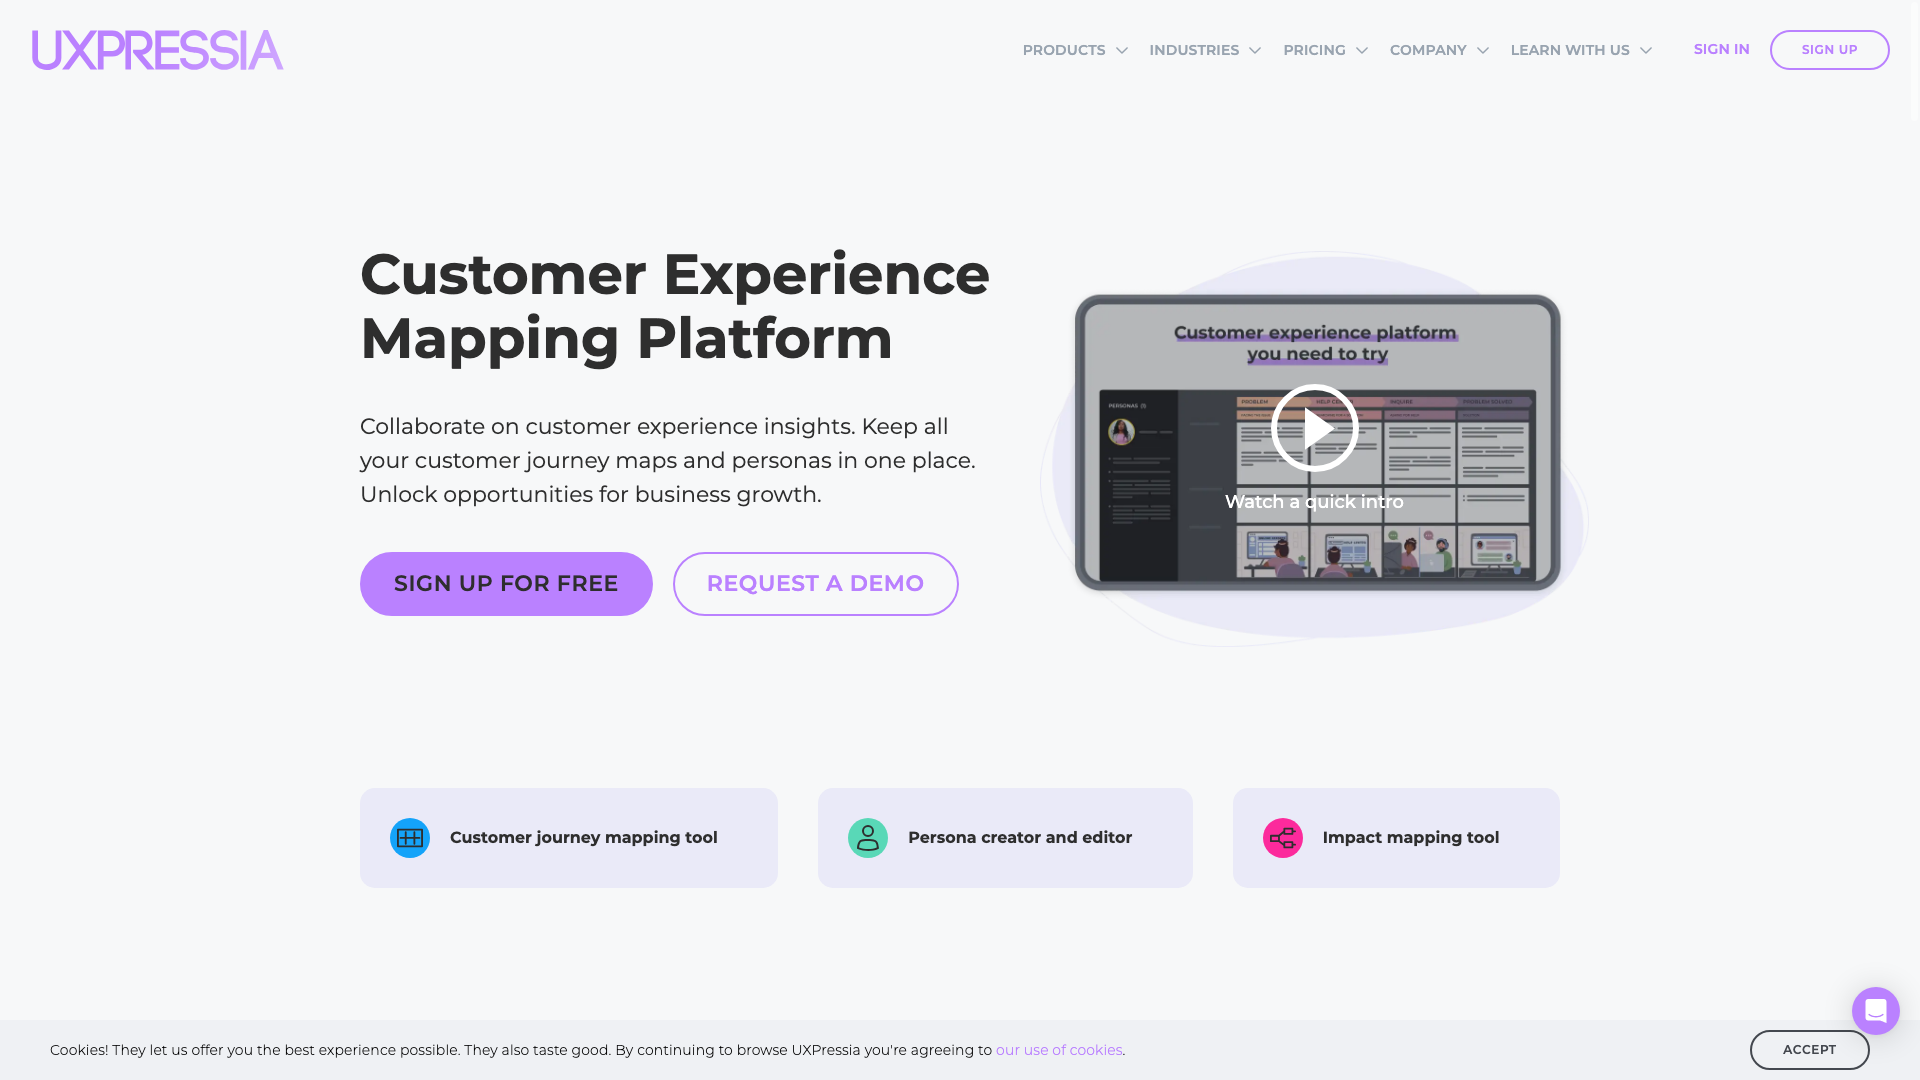 UXPRESSIA
PRODUCTS INDUSTRIES PRICING COMPANY LEARN WITH US SIGN IN SIGN UP
Customer Experience
Mapping Platform
Collaborate on customer experience insights. Keep all
your customer journey maps and personas in one place.
Unlock opportunities for business growth.
SIGN UP FOR FREE REQUEST A DEMO
Customer experience platform
you need to try
PERSONAS (1)
PROBLEM HELP CENTER INQUIRE PROBLEM SOLVED
Watch a quick intro
Customer journey mapping tool
Persona creator and editor
Impact mapping tool
Cookies! They let us offer you the best experience possible. They also taste good. By continuing to browse UXPressia you're agreeing to our use of cookies.
ACCEPT